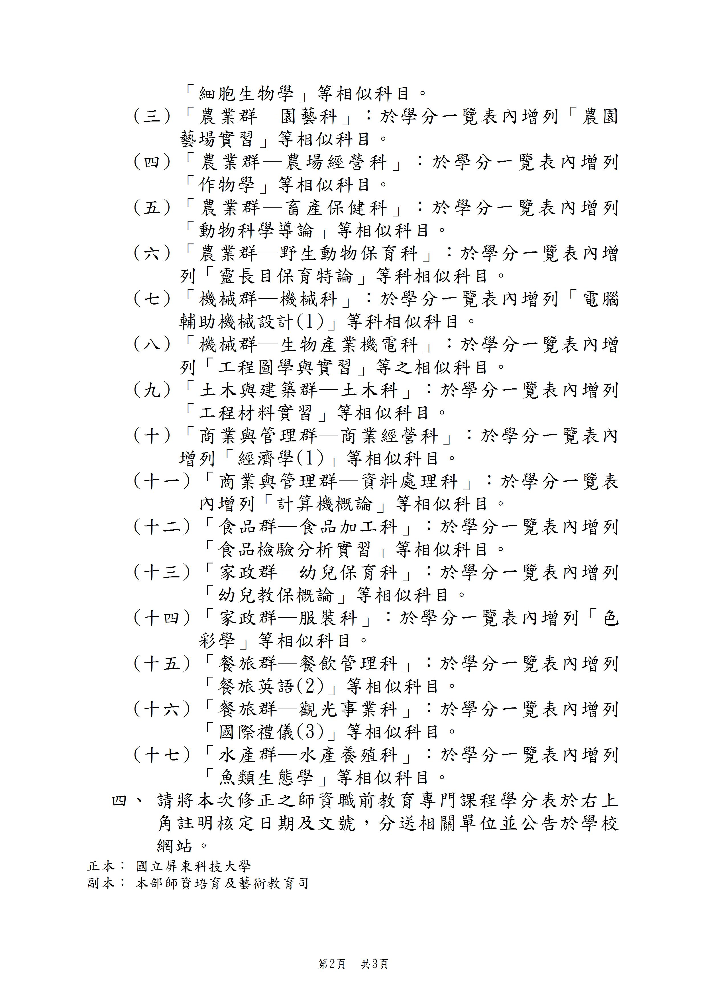 「細胞生物學」等相似科目。
(三)「農業群—園藝科」：於學分一覽表內增列「農園
藝場實習」等相似科目。
(四)「農業群—農場經營科」：於學分一覽表內增列
「作物學」等相似科目。
(五)「農業群—畜產保健科」：於學分一覽表內增列
「動物科學導論」等相似科目。
(六)「農業群—野生動物保育科」：於學分一覽表內增
列「靈長目保育特論」等科相似科目。
(七)「機械群—機械科」：於學分一覽表內增列「電腦
輔助機械設計(1)」等科相似科目。
(八)「機械群—生物產業機電科」：於學分一覽表內增
列「工程圖學與實習」等之相似科目。
(九)「土木與建築群—土木科」：於學分一覽表內增列
「工程材料實習」等相似科目。
(十)「商業與管理群—商業經營科」：於學分一覽表內
增列「經濟學(1)」等相似科目。
(十一)「商業與管理群—資料處理科」：於學分一覽表
內增列「計算機概論」等相似科目。
(十二)「食品群—食品加工科」：於學分一覽表內增列
「食品檢驗分析實習」等相似科目。
(十三)「家政群—幼兒保育科」：於學分一覽表內增列
「幼兒教保概論」等相似科目。
(十四)「家政群—服裝科」：於學分一覽表內增列「色
彩學」等相似科目。
(十五)「餐旅群—餐飲管理科」：於學分一覽表內增列
「餐旅英語(2)」等相似科目。
(十六)「餐旅群—觀光事業科」：於學分一覽表內增列
「國際禮儀(3)」等相似科目。
(十七)「水產群—水產養殖科」：於學分一覽表內增列
「魚類生態學」等相似科目。
四、請將本次修正之師資職前教育專門課程學分表於右上
角註明核定日期及文號，分送相關單位並公告於學校
網站。
正本：國立屏東科技大學
副本：本部師資培育及藝術教育司
第2頁 共3頁